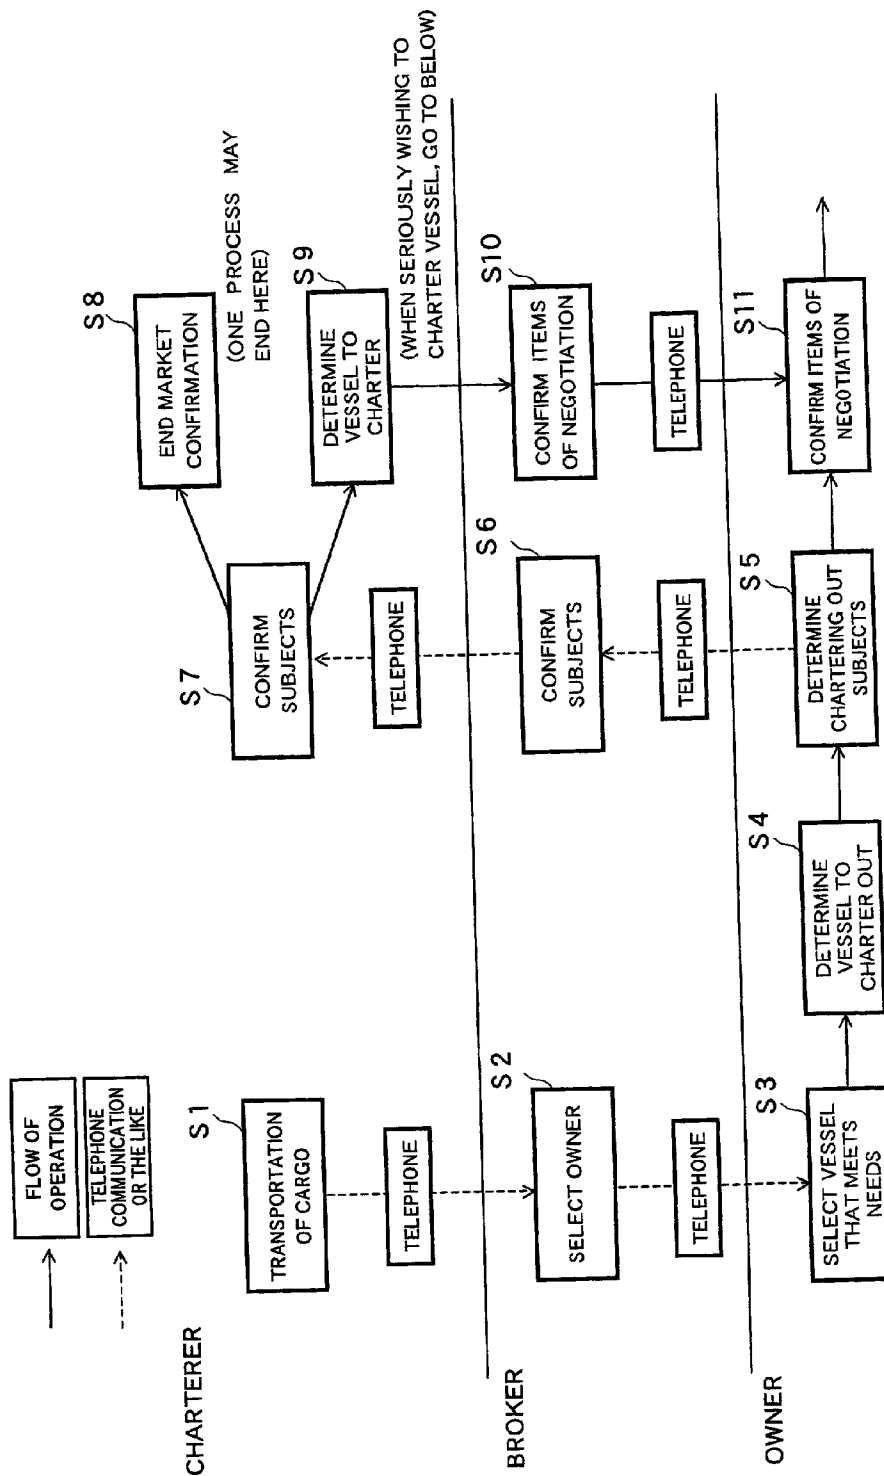 FLOW OF
OPERATION
TELEPHONE
COMMUNICATION
OR THE LIKE
CHARTERER
S1
TRANSPORTATION
OF CARGO
TELEPHONE
S7
CONFIRM
SUBJECTS
TELEPHONE
S8
END MARKET
CONFIRMATION
(ONE PROCESS MAY
END HERE)
S9
DETERMINE
VESSEL TO
CHARTER
(WHEN SERIOUSLY WISHING TO
CHARTER VESSEL, GO TO BELOW)
BROKER
S2
SELECT OWNER
TELEPHONE
S6
CONFIRM
SUBJECTS
TELEPHONE
S10
CONFIRM ITEMS
OF NEGOTIATION
TELEPHONE
OWNER
S3
SELECT VESSEL
THAT MEETS
NEEDS
S4
DETERMINE
VESSEL TO
CHARTER OUT
S5
DETERMINE
CHARTERING OUT
SUBJECTS
S11
CONFIRM ITEMS OF
NEGOTIATION